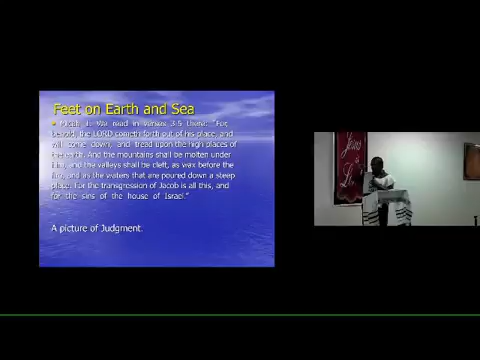 Feet on Earth and Sea
Micah 1: We read in verses 3-5 there: "For,
behold, the LORD cometh forth out of his place, and
will come down, and tread upon the high places of
the earth. And the mountains shall be molten under
him, and the valleys shall be cleft, as wax before the
fire, and as the waters that are poured down a steep
place. For the transgression of Jacob is all this, and
for the sins of the house of Israel."
A picture of Judgment.
Jesus
is